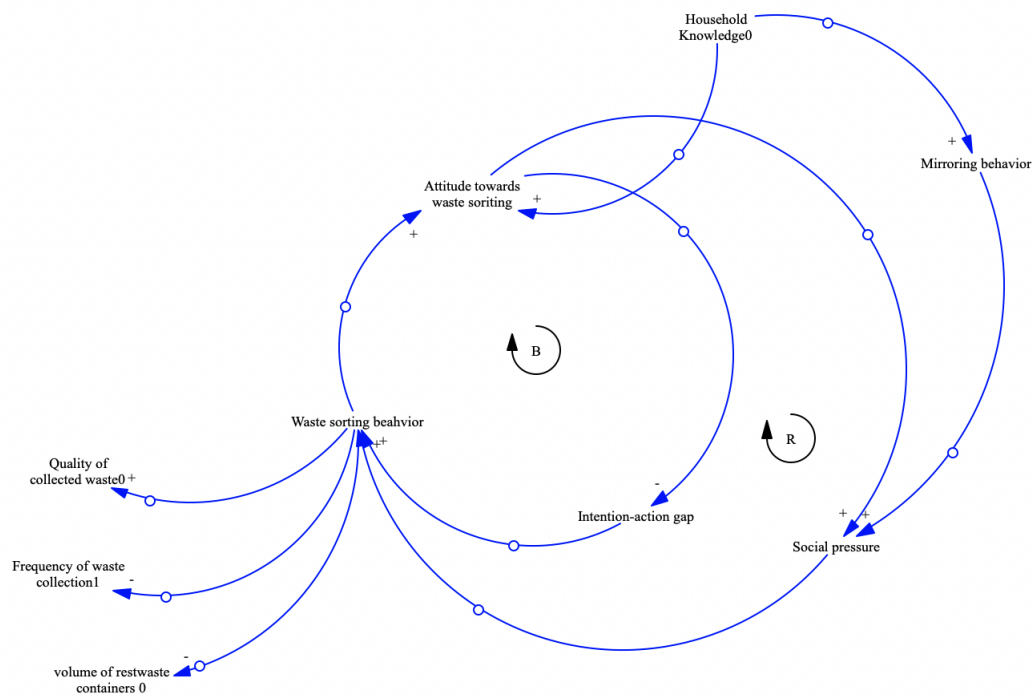 Household
Knowledge0
+
Mirroring behavior
Attitude towards
waste soriting
+
+
B
R
Waste sorting beahvior
+
+
Quality of
collected waste0
+
-
Intention-action gap
+
+
Social pressure
Frequency of waste
collection1
-
-
volume of restwaste
containers 0